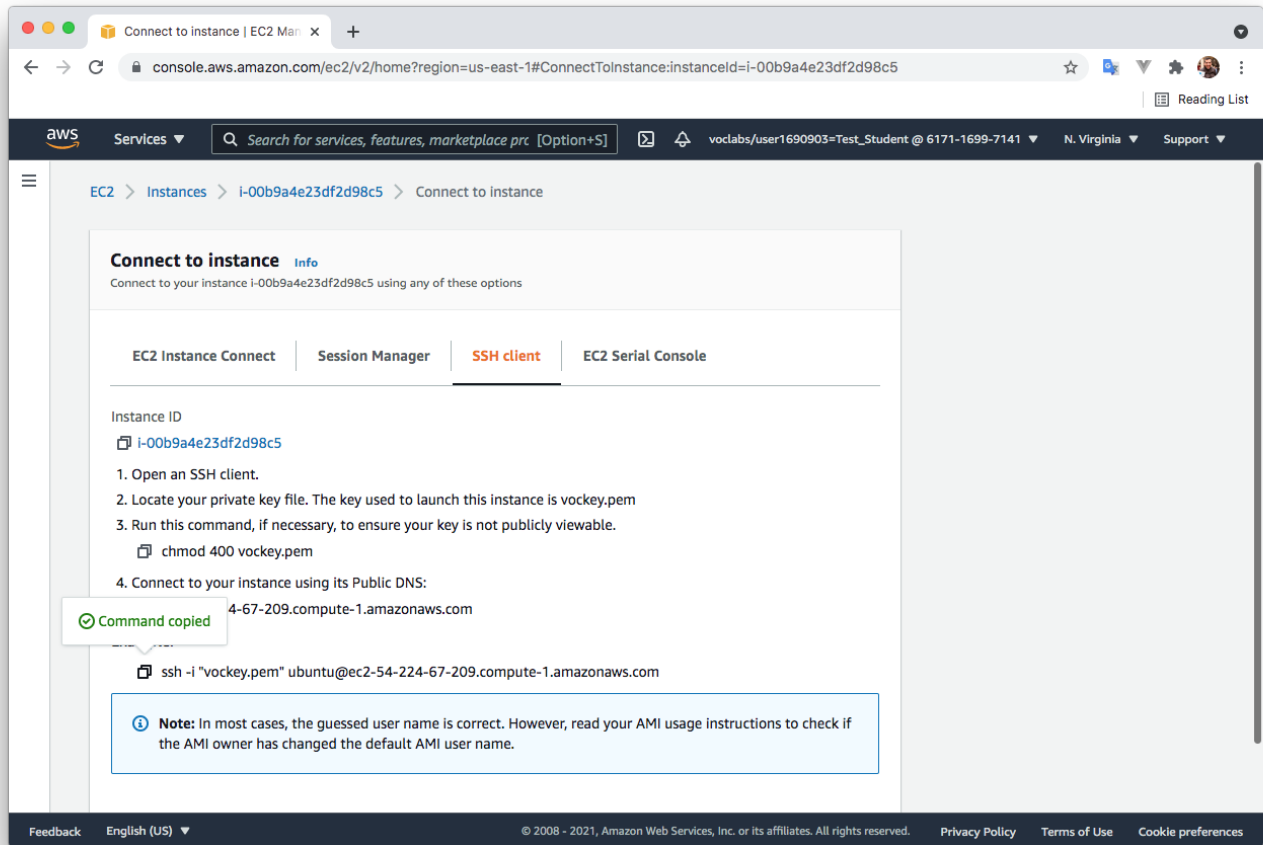 Connect to instance | EC2 Man
console.aws.amazon.com/ec2/v2/home?region=us-east-1#ConnectToInstance:instanceId=i-00b9a4e23df2d98c5
Reading List
aws Services Search for services, features, marketplace prc [Option+S] voclabs/user1690903=Test_Student @ 6171-1699-7141 N. Virginia Support
EC2 Instances i-00b9a4e23df2d98c5 Connect to instance
Connect to instance Info
Connect to your instance i-00b9a4e23df2d98c5 using any of these options
EC2 Instance Connect Session Manager SSH client EC2 Serial Console
Instance ID
i-00b9a4e23df2d98c5
1. Open an SSH client.
2. Locate your private key file. The key used to launch this instance is vockey.pem
3. Run this command, if necessary, to ensure your key is not publicly viewable.
chmod 400 vockey.pem
4. Connect to your instance using its Public DNS:
4-67-209.compute-1.amazonaws.com
Command copied
ssh -i "vockey.pem" ubuntu@ec2-54-224-67-209.compute-1.amazonaws.com
Note: In most cases, the guessed user name is correct. However, read your AMI usage instructions to check if
the AMI owner has changed the default AMI user name.
Feedback English (US) © 2008 - 2021, Amazon Web Services, Inc. or its affiliates. All rights reserved. Privacy Policy Terms of Use Cookie preferences